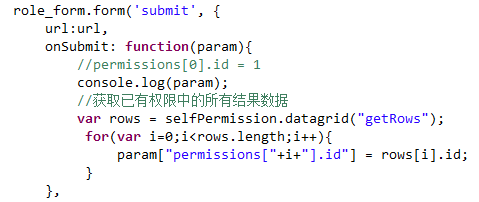 role_form.form('submit', {
    url:url,
    onSubmit: function(param){
        //permissions[0].id = 1
        console.log(param);
        //获取已有权限中的所有结果数据
        var rows = selfPermission.datagrid("getRows");
         for(var i=0;i<rows.length;i++){
             param["permissions["+i+"].id"] = rows[i].id;
         }
    },